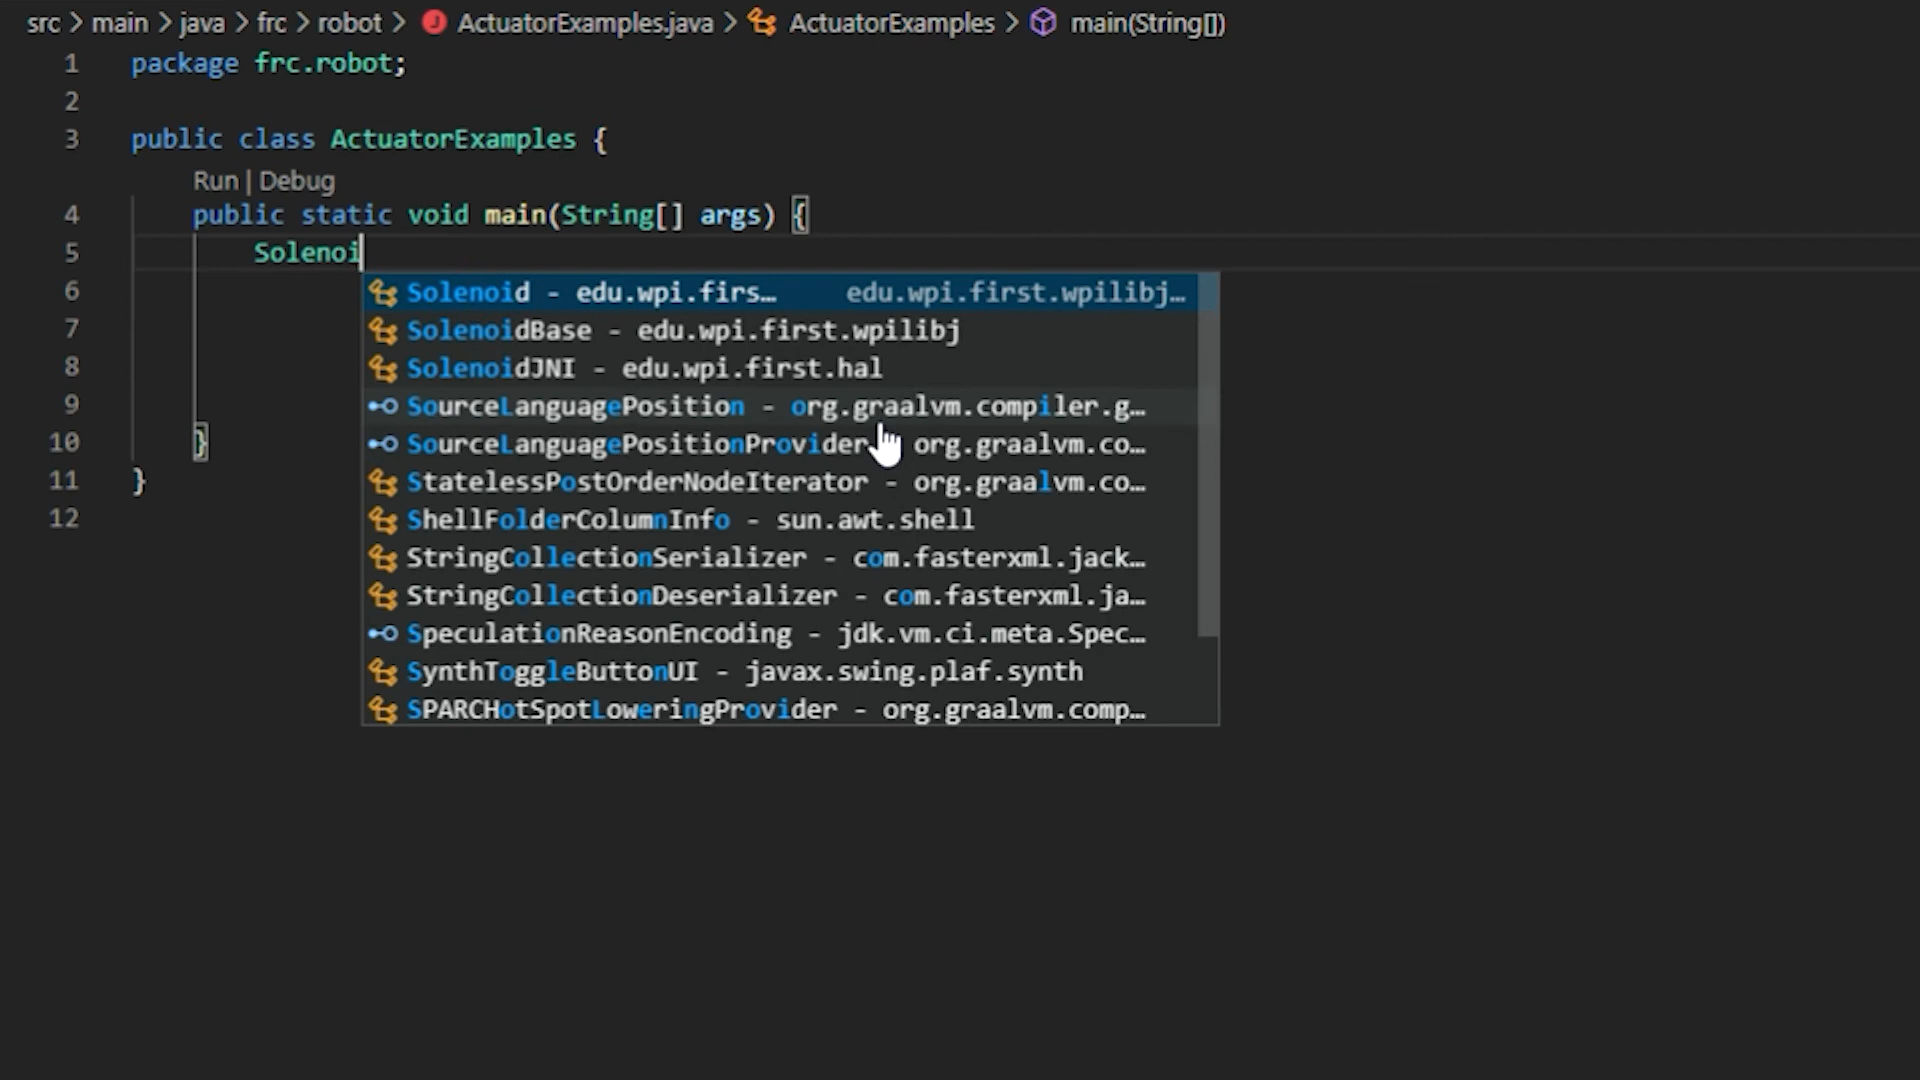 src > main > java > frc > robot > J ActuatorExamples.java > ActuatorExamples > main(String[])
1 package frc.robot;
2
3 public class ActuatorExamples {
Run | Debug
4 public static void main(String[] args) {
5 Solenoi
6 Solenoid - edu.wpi.firs… edu.wpi.first.wpilibj…
7 SolenoidBase - edu.wpi.first.wpilibj
8 SolenoidJNI - edu.wpi.first.hal
9 SourceLanguagePosition - org.graalvm.compiler.g…
10 } SourceLanguagePositionProvider org.graalvm.co…
11 } StatelessPostOrderNodeIterator - org.graalvm.co…
12 ShellFolderColumnInfo - sun.awt.shell
StringCollectionSerializer - com.fasterxml.jack…
StringCollectionDeserializer - com.fasterxml.ja…
SpeculationReasonEncoding - jdk.vm.ci.meta.Spec…
SynthToggleButtonUI - javax.swing.plaf.synth
SPARCHotSpotLoweringProvider - org.graalvm.comp…